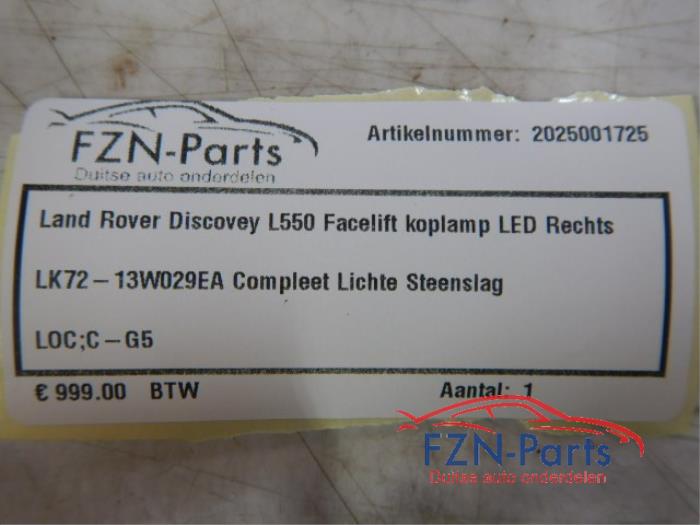 FZN-Parts
Duitse auto onderdelen
Artikelnummer: 2025001725
Land Rover Discovey L550 Facelift koplamp LED Rechts
LK72-13W029EA Compleet Lichte Steenslag
LOC;C-G5
€ 999.00 BTW
Aantal: 1
FZN-Parts
Duitse auto onderdelen